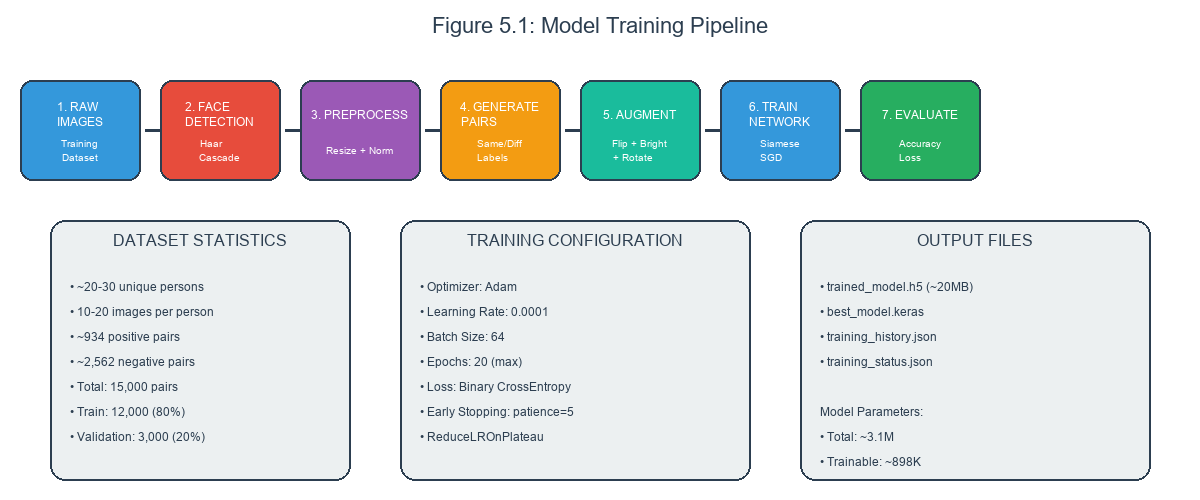 Figure 5.1: Model Training Pipeline
1. RAW
IMAGES
Training
Dataset
2. FACE
DETECTION
Haar
Cascade
3. PREPROCESS
Resize + Norm
4. GENERATE
PAIRS
Same/Diff
Labels
5. AUGMENT
Flip + Bright
+ Rotate
6. TRAIN
NETWORK
Siamese
SGD
7. EVALUATE
Accuracy
Loss
DATASET STATISTICS
• ~20-30 unique persons
• 10-20 images per person
• ~934 positive pairs
• ~2,562 negative pairs
• Total: 15,000 pairs
• Train: 12,000 (80%)
• Validation: 3,000 (20%)
TRAINING CONFIGURATION
• Optimizer: Adam
• Learning Rate: 0.0001
• Batch Size: 64
• Epochs: 20 (max)
• Loss: Binary CrossEntropy
• Early Stopping: patience=5
• ReduceLROnPlateau
OUTPUT FILES
• trained_model.h5 (~20MB)
• best_model.keras
• training_history.json
• training_status.json
Model Parameters:
• Total: ~3.1M
• Trainable: ~898K